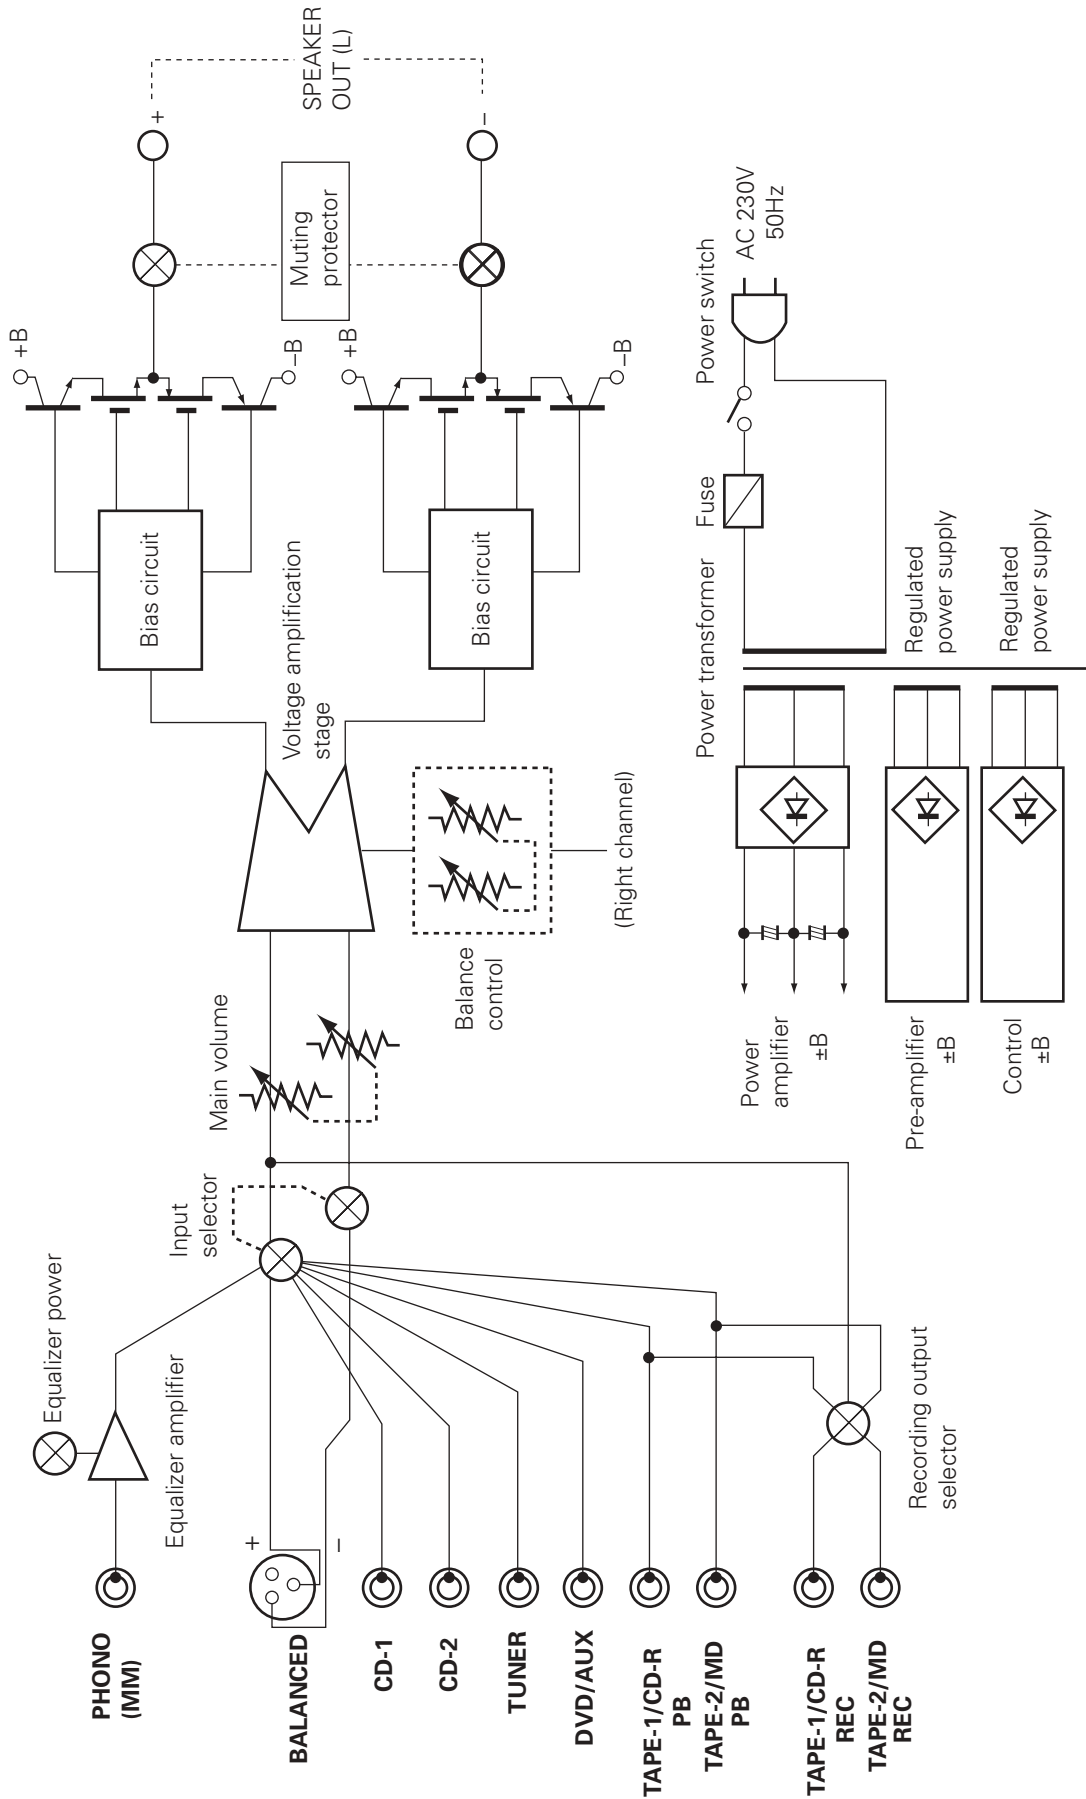 PHONO
(MM)
BALANCED
CD-1
CD-2
TUNER
DVD/AUX
TAPE-1/CD-R
PB
TAPE-2/MD
PB
TAPE-1/CD-R
REC
TAPE-2/MD
REC
+
–
Equalizer power
Equalizer amplifier
Input
selector
Recording output
selector
Main volume
Balance
control
(Right channel)
Voltage amplification
stage
Bias circuit
Bias circuit
+B
–B
+B
–B
Muting
protector
+
–
SPEAKER
OUT (L)
Power
amplifier
±B
Pre-amplifier
±B
Control
±B
Power transformer
Regulated
power supply
Regulated
power supply
Fuse
Power switch
AC 230V
50Hz